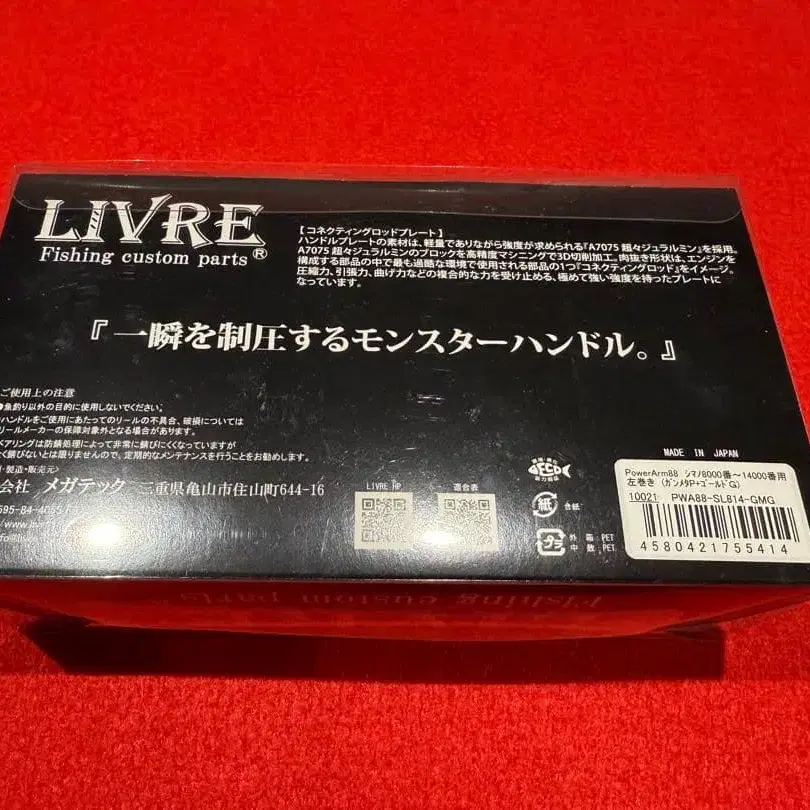 LIVRE
Fishing custom parts®
【コネクティングロッドプレート】
ハンドルプレートの素材は、軽量でありながら強度が求められる『A7075 超々ジュラルミン』を採用。
A7075 超々ジュラルミンのブロックを高精度マシニングで3D切削加工。肉抜き形状は、エンジンを
構成する部品の中で最も過酷な環境で使用される部品の1つ『コネクティングロッド』をイメージ。
圧縮力、引張力、曲げ力などの複合的な力を受け止める、極めて強い強度を持ったプレートに
なっています。
『一瞬を制圧するモンスターハンドル。』
ご使用上の注意
●魚釣り以外の目的に使用しないでください。
ハンドルをご使用にあたってのリールの不具合、破損については
リールメーカーの保障対象外となる場合があります。
ベアリングは防錆処理によって非常に錆びにくくなっていますが
く錆びないとは限りませんので、定期的なメンテナンスを行うことをお勧めします。
・製造・販売元〉
会社 メガテック 三重県亀山市住山町644-16
595-84-4055
www.livre
nfo@livre
LIVRE HP
適合表
ECO
紙
台紙
プラ
外箱:PET
中敷:PET
MADE IN JAPAN
PowerArm88 シマノ8000番～14000番用
左巻き (ガンメタP+ゴールドG)
10021 PWA88-SL814-GMG
4580421755414
Fishing custom parts